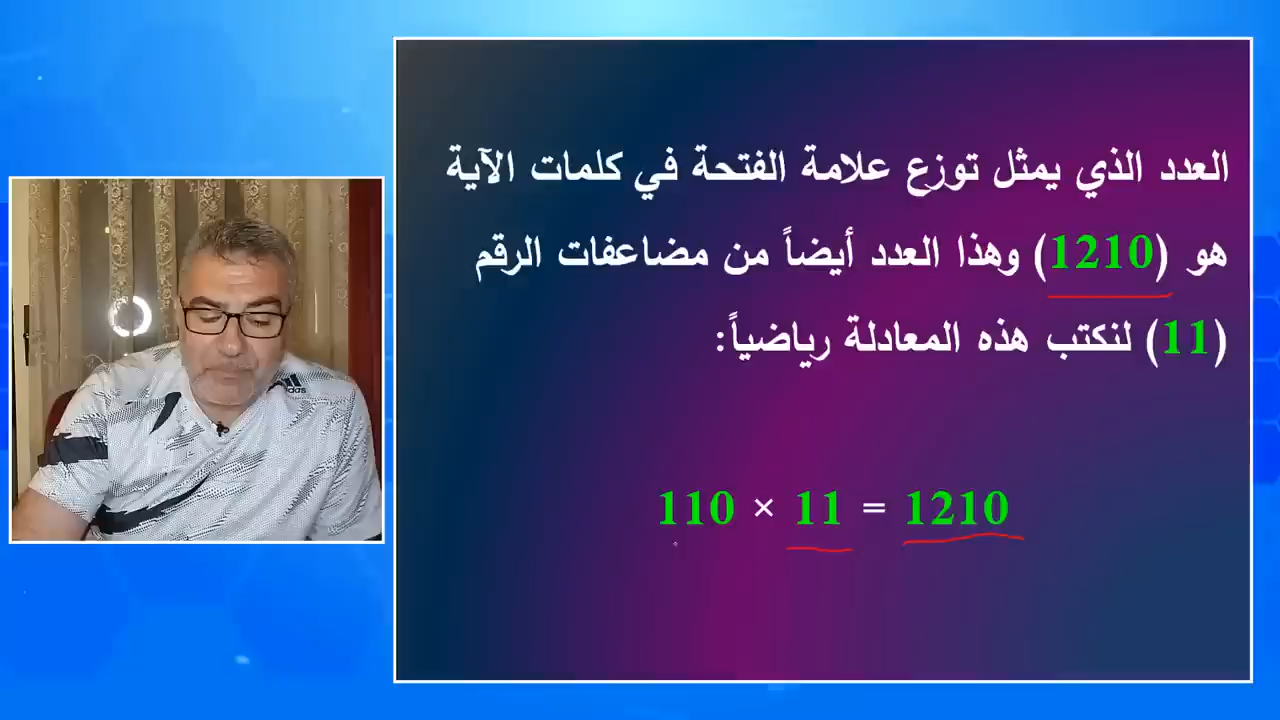 العدد الذي يمثل توزع علامة الفتحة في كلمات الآية
هو (1210) وهذا العدد أيضاً من مضاعفات الرقم
(11) لنكتب هذه المعادلة رياضياً:
1210 = 11 × 110
adidas